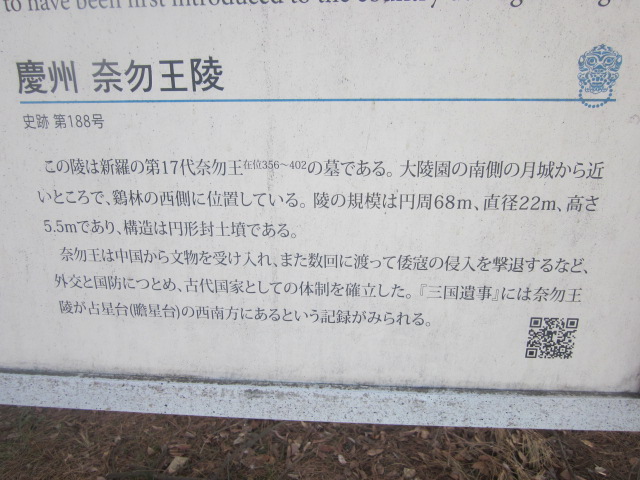 to have been first introduced to the country
慶州 奈勿王陵
史跡 第188号
この陵は新羅の第17代奈勿王在位356~402の墓である。大陵園の南側の月城から近
いところで、鶏林の西側に位置している。陵の規模は円周68m、直径22m、高さ
5.5mであり、構造は円形封土墳である。
奈勿王は中国から文物を受け入れ、また数回に渡って倭寇の侵入を撃退するなど、
外交と国防につとめ、古代国家としての体制を確立した。『三国遺事』には奈勿王
陵が占星台(瞻星台)の西南方にあるという記録がみられる。